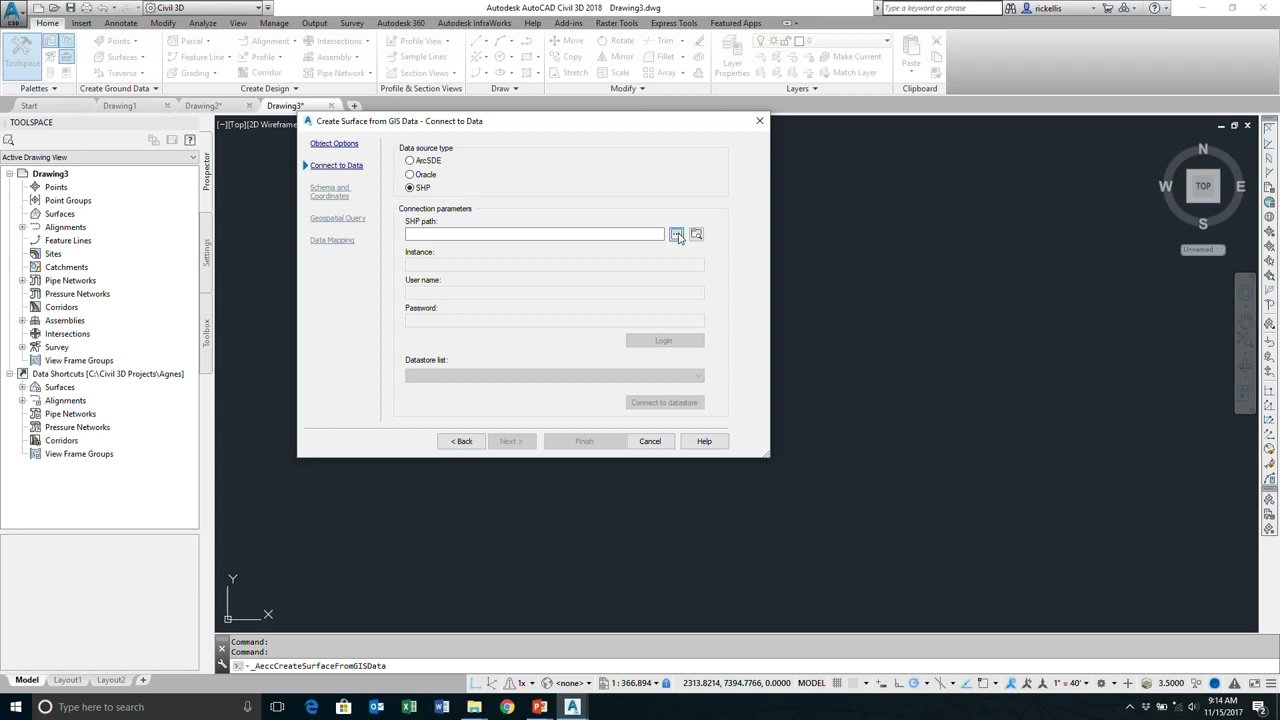 C3D
Civil 3D
Autodesk AutoCAD Civil 3D 2018 Drawing3.dwg
Type a keyword or phrase
rickellis
Home Insert Annotate Modify Analyze View Manage Output Survey Autodesk 360 Autodesk InfraWorks Help Add-ins Raster Tools Express Tools Featured Apps
Toolspace
Points
Surfaces
Traverse
Parcel
Feature Line
Grading
Alignment
Profile
Corridor
Intersections
Assembly
Pipe Network
Profile View
Sample Lines
Section Views
Move
Copy
Stretch
Rotate
Mirror
Scale
Trim
Fillet
Array
Layer
Properties
0
Make Current
Match Layer
Paste
Palettes Create Ground Data Create Design Profile & Section Views Draw Modify Layers Clipboard
Start Drawing1 Drawing2* Drawing3*
TOOLSPACE
Active Drawing View
Drawing3
Points
Point Groups
Surfaces
Alignments
Feature Lines
Sites
Catchments
Pipe Networks
Pressure Networks
Corridors
Assemblies
Intersections
Survey
View Frame Groups
Data Shortcuts [C:\Civil 3D Projects\Agnes]
Surfaces
Alignments
Pipe Networks
Pressure Networks
Corridors
View Frame Groups
Prospector
Settings
Toolbox
[−][Top][2D Wireframe
Create Surface from GIS Data - Connect to Data
Object Options
Connect to Data
Schema and
Coordinates
Geospatial Query
Data Mapping
Data source type
ArcSDE
Oracle
SHP
Connection parameters
SHP path:
Instance:
User name:
Password:
Login
Datastore list:
Connect to datastore
< Back Next > Finish Cancel Help
N
W TOP E
S
Unnamed
Y
X
Command:
Command:
_AeccCreateSurfaceFromGISData
Model Layout1 Layout2
1x <none> 1: 366.894 2313.8214, 7394.7766, 0.0000 MODEL 1" = 40' 3.5000
Type here to search
9:14 AM
11/15/2017